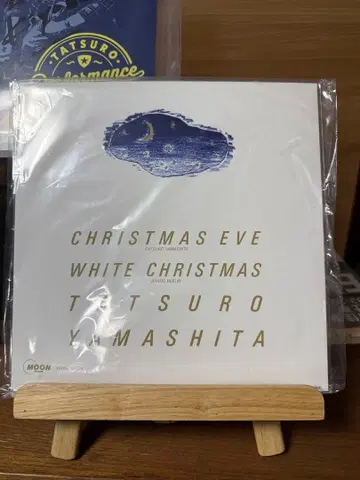 TATSURO
Performance
CHRISTMAS EVE
WHITE CHRISTMAS
TATSURO
YAMASHITA
MOON